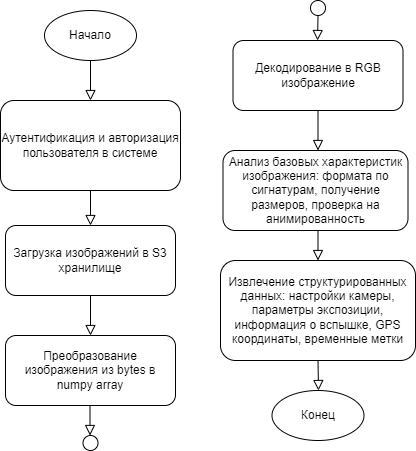 Начало
Аутентификация и авторизация
пользователя в системе
Загрузка изображений в S3
хранилище
Преобразование
изображения из bytes в
numpy array
Декодирование в RGB
изображение
Анализ базовых характеристик
изображения: формата по
сигнатурам, получение
размеров, проверка на
анимированность
Извлечение структурированных
данных: настройки камеры,
параметры экспозиции,
информация о вспышке, GPS
координаты, временные метки
Конец